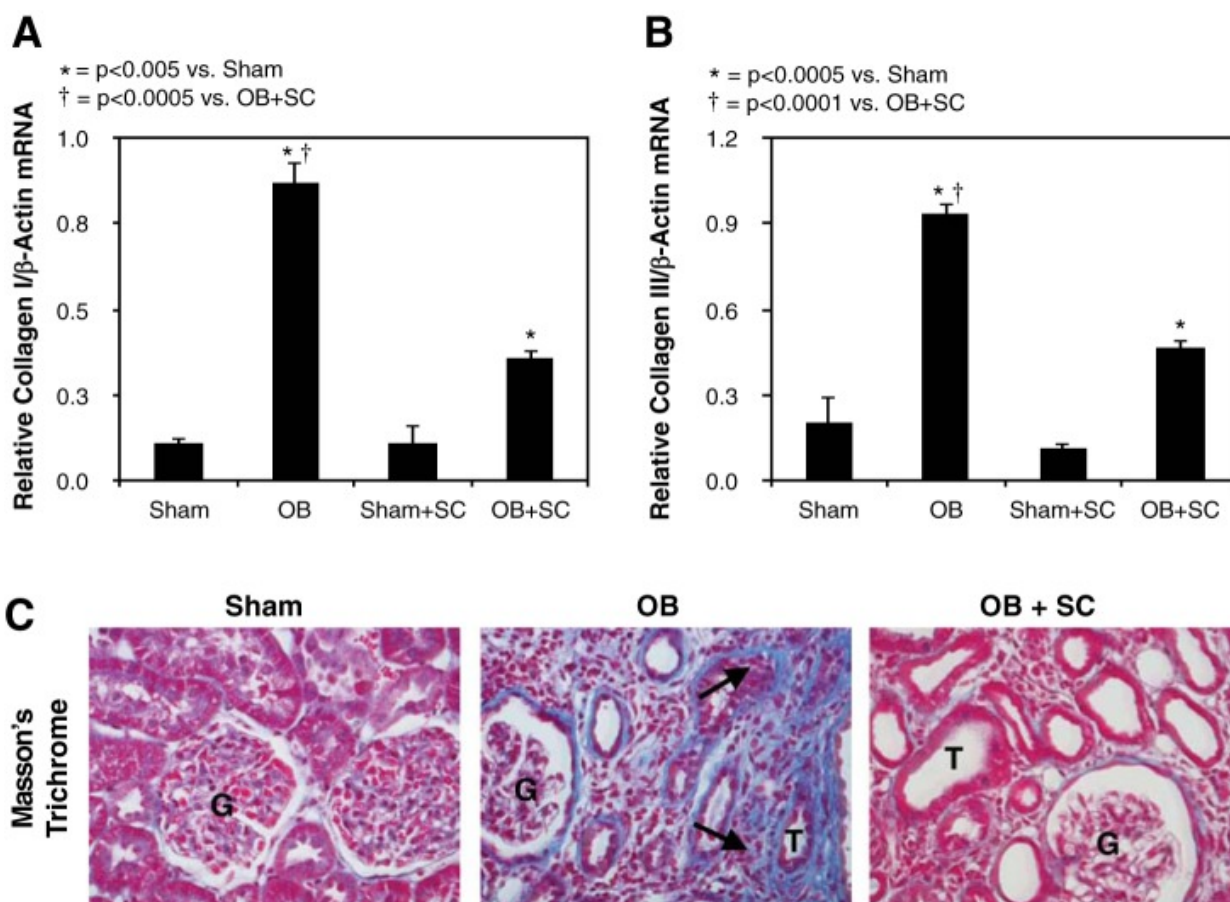 A
* = p<0.005 vs. Sham
† = p<0.0005 vs. OB+SC
Relative Collagen I/β-Actin mRNA
1.0
0.8
0.5
0.3
0.0
* †
*
Sham OB Sham+SC OB+SC
B
* = p<0.0005 vs. Sham
† = p<0.0001 vs. OB+SC
Relative Collagen III/β-Actin mRNA
1.2
0.9
0.6
0.3
0.0
* †
*
Sham OB Sham+SC OB+SC
C
Sham OB OB + SC
Masson's
Trichrome
G
G
T
T
G